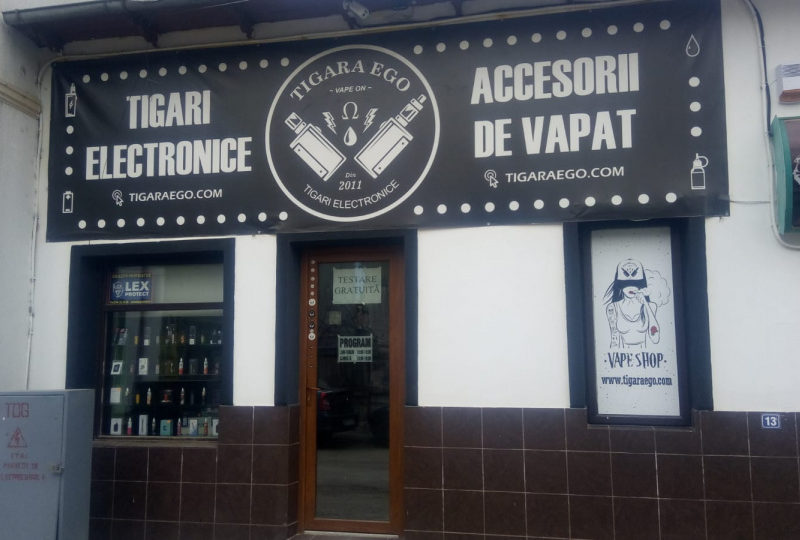 TIGARI
ELECTRONICE
TIGARAEGO.COM
TIGARA EGO
~ VAPE ON ~
Din
2011
TIGARI ELECTRONICE
ACCESORII
DE VAPAT
TIGARAEGO.COM
LEX
PROTECT
TESTARE
GRATUITĂ
PROGRAM
·VAPE SHOP·
www.tigaraego.com
13
TDG